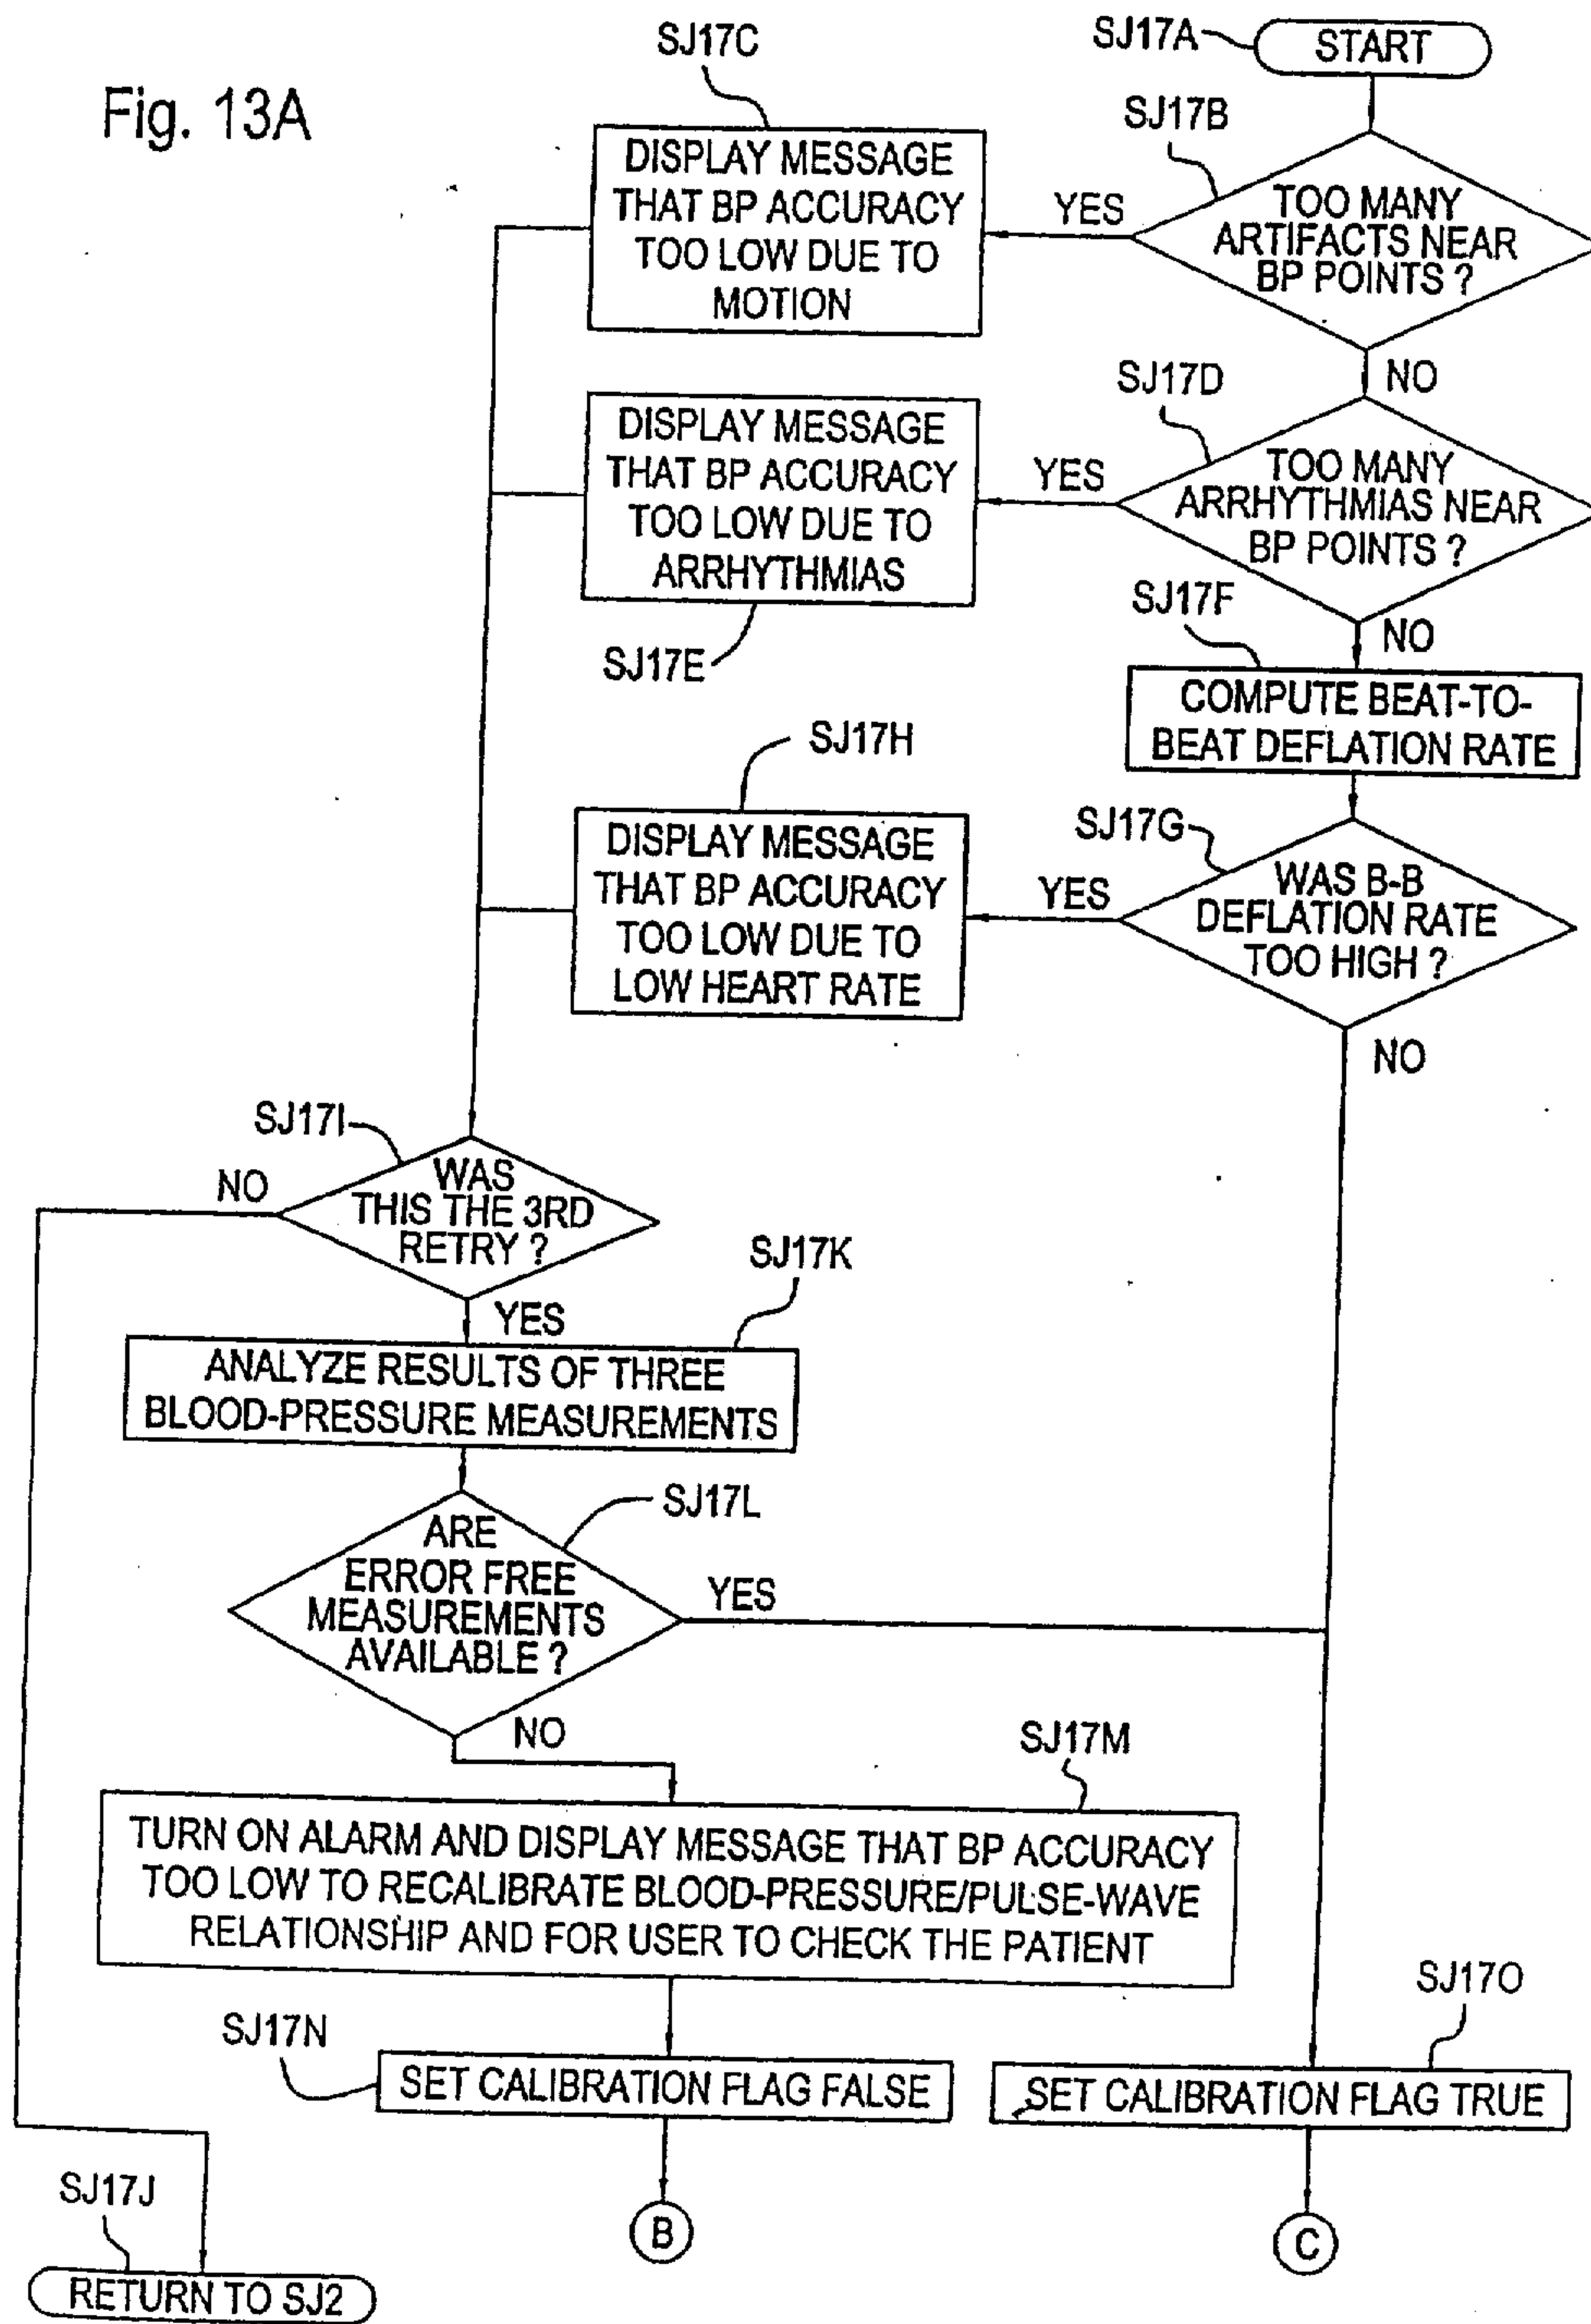 Fig. 13A
SJ17A
START
SJ17B
TOO MANY
ARTIFACTS NEAR
BP POINTS ?
YES
NO
SJ17C
DISPLAY MESSAGE
THAT BP ACCURACY
TOO LOW DUE TO
MOTION
SJ17D
TOO MANY
ARRHYTHMIAS NEAR
BP POINTS ?
YES
NO
DISPLAY MESSAGE
THAT BP ACCURACY
TOO LOW DUE TO
ARRHYTHMIAS
SJ17E
SJ17F
COMPUTE BEAT-TO-
BEAT DEFLATION RATE
SJ17G
WAS B-B
DEFLATION RATE
TOO HIGH ?
YES
NO
SJ17H
DISPLAY MESSAGE
THAT BP ACCURACY
TOO LOW DUE TO
LOW HEART RATE
SJ17I
WAS
THIS THE 3RD
RETRY ?
NO
YES
SJ17K
ANALYZE RESULTS OF THREE
BLOOD-PRESSURE MEASUREMENTS
SJ17L
ARE
ERROR FREE
MEASUREMENTS
AVAILABLE ?
YES
NO
SJ17M
TURN ON ALARM AND DISPLAY MESSAGE THAT BP ACCURACY
TOO LOW TO RECALIBRATE BLOOD-PRESSURE/PULSE-WAVE
RELATIONSHIP AND FOR USER TO CHECK THE PATIENT
SJ17N
SET CALIBRATION FLAG FALSE
SJ17O
SET CALIBRATION FLAG TRUE
SJ17J
RETURN TO SJ2
B
C